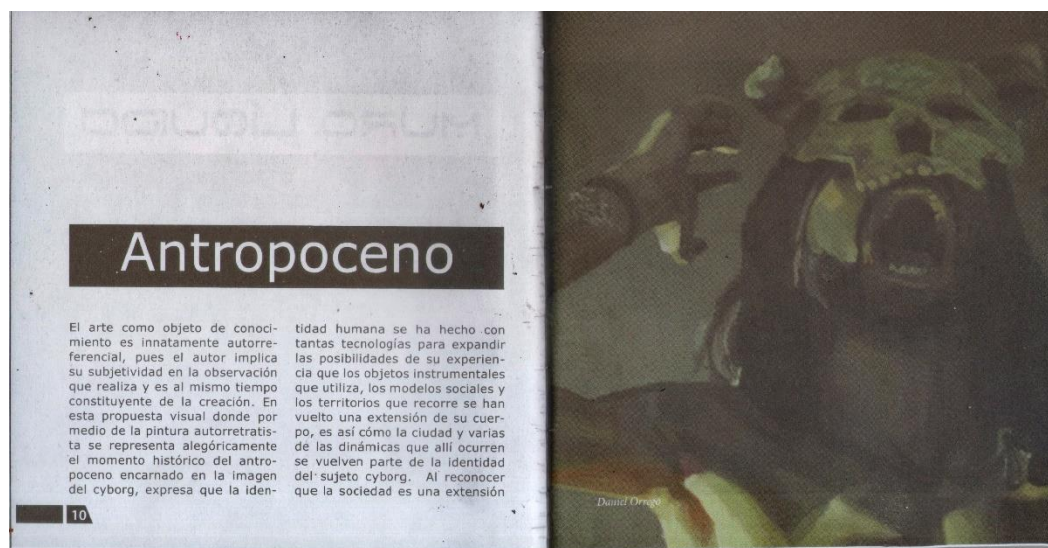 Antropoceno
El arte como objeto de conoci-
miento es innatamente autorre-
ferencial, pues el autor implica
su subjetividad en la observación
que realiza y es al mismo tiempo
constituyente de la creación. En
esta propuesta visual donde por
medio de la pintura autorretratis-
ta se representa alegóricamente
el momento histórico del antro-
poceno encarnado en la imagen
del cyborg, expresa que la iden-
tidad humana se ha hecho con
tantas tecnologías para expandir
las posibilidades de su experien-
cia que los objetos instrumentales
que utiliza, los modelos sociales y
los territorios que recorre se han
vuelto una extensión de su cuer-
po, es así cómo la ciudad y varias
de las dinámicas que allí ocurren
se vuelven parte de la identidad
del sujeto cyborg. Al reconocer
que la sociedad es una extensión
10
Daniel Orrego